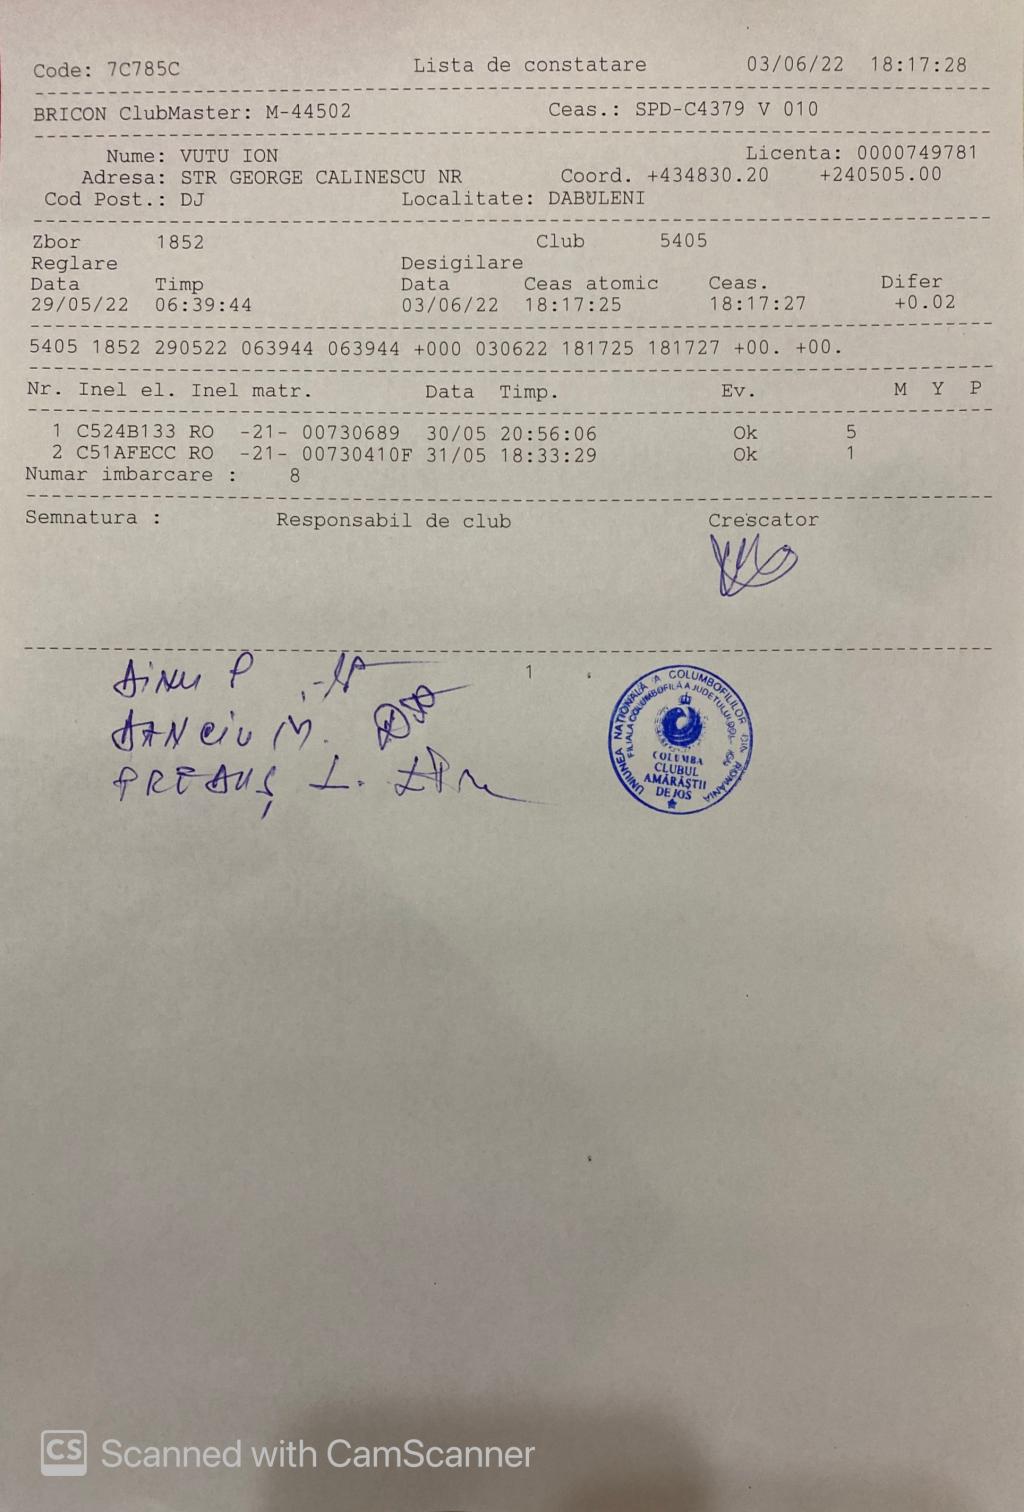 Code: 7C785C Lista de constatare 03/06/22 18:17:28
BRICON ClubMaster: M-44502 Ceas.: SPD-C4379 V 010
Nume: VUTU ION Licenta: 0000749781
Adresa: STR GEORGE CALINESCU NR Coord. +434830.20 +240505.00
Cod Post.: DJ Localitate: DABULENI
Zbor 1852 Club 5405
Reglare Desigilare
Data Timp Data Ceas atomic Ceas. Difer
29/05/22 06:39:44 03/06/22 18:17:25 18:17:27 +0.02
5405 1852 290522 063944 063944 +000 030622 181725 181727 +00. +00.
Nr. Inel el. Inel matr. Data Timp. Ev. M Y P
1 C524B133 RO -21- 00730689 30/05 20:56:06 Ok 5
2 C51AFECC RO -21- 00730410F 31/05 18:33:29 Ok 1
Numar imbarcare : 8
Semnatura : Responsabil de club Crescator
1
UNIUNEA NAȚIONALĂ A COLUMBOFILILOR DIN ROMANIA
COLUMBA
CLUBUL
AMĂRĂȘTII
DE JOS
CS Scanned with CamScanner